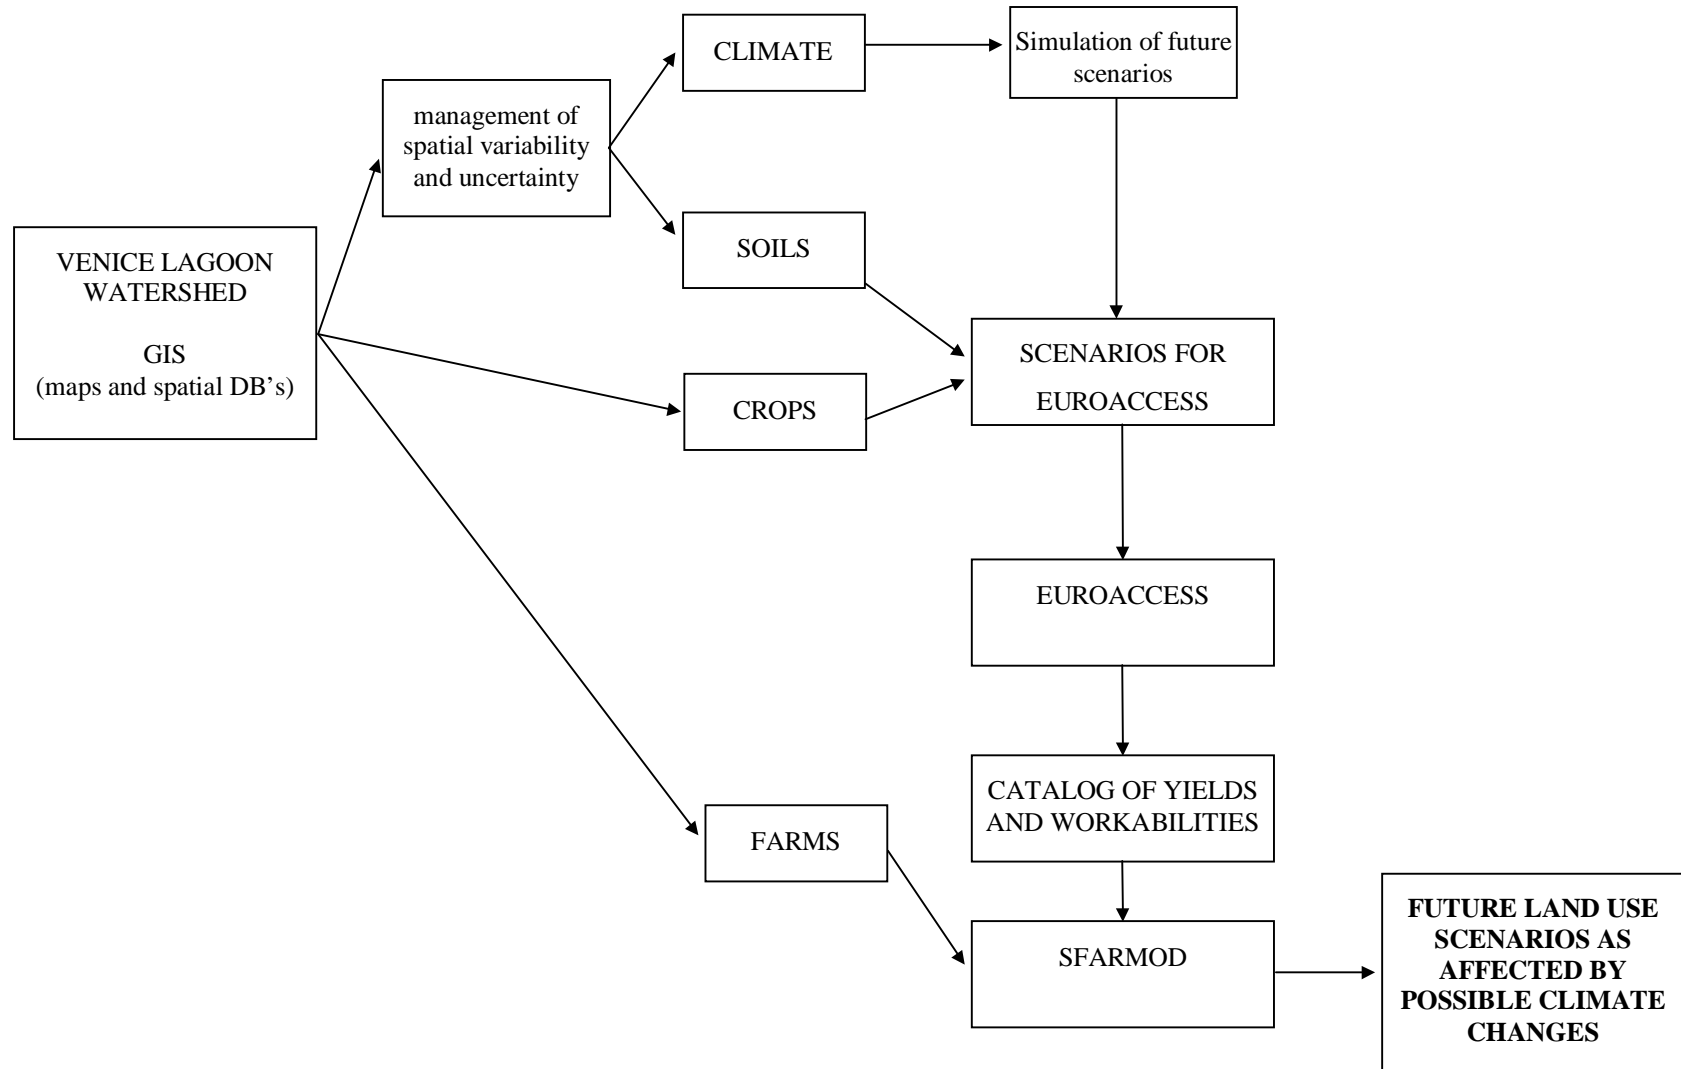 CLIMATE
Simulation of future
scenarios
management of
spatial variability
and uncertainty
SOILS
VENICE LAGOON
WATERSHED
GIS
(maps and spatial DB’s)
SCENARIOS FOR
EUROACCESS
CROPS
EUROACCESS
CATALOG OF YIELDS
AND WORKABILITIES
FARMS
SFARMOD
FUTURE LAND USE
SCENARIOS AS
AFFECTED BY
POSSIBLE CLIMATE
CHANGES